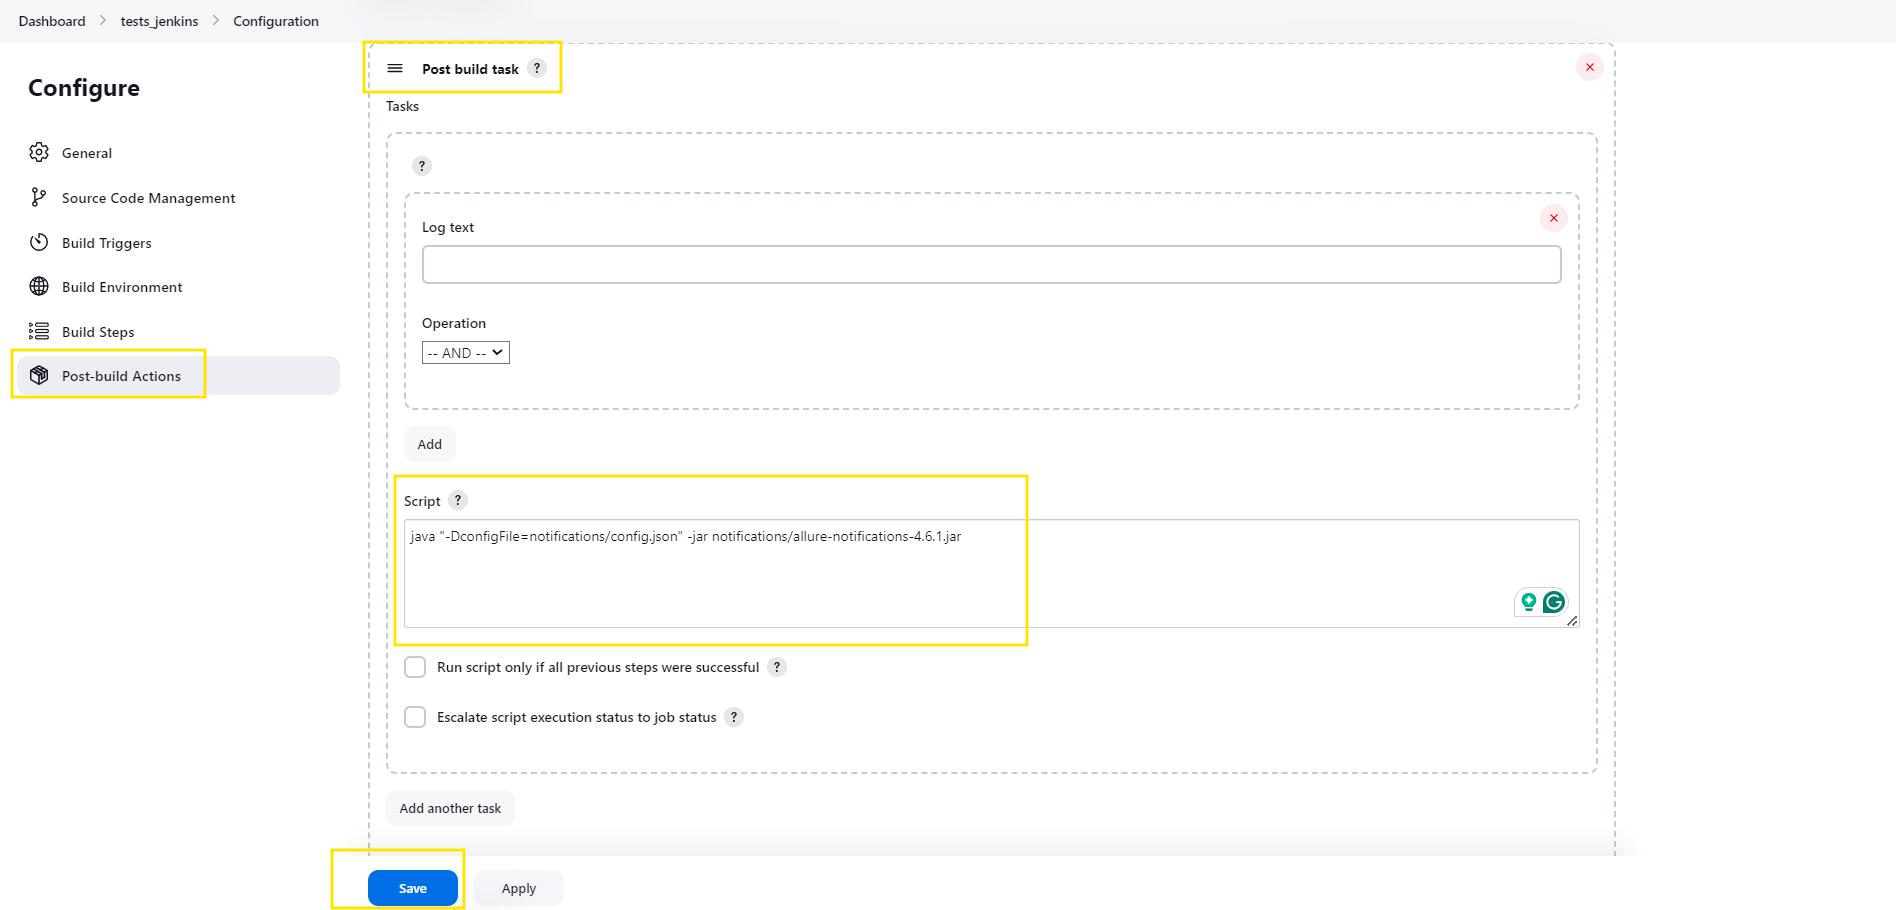 Dashboard > tests_jenkins > Configuration
Configure
General
Source Code Management
Build Triggers
Build Environment
Build Steps
Post-build Actions
Post build task ?
Tasks
?
Log text
Operation
-- AND --
Add
Script ?
java "-DconfigFile=notifications/config.json" -jar notifications/allure-notifications-4.6.1.jar
Run script only if all previous steps were successful ?
Escalate script execution status to job status ?
Add another task
Save
Apply